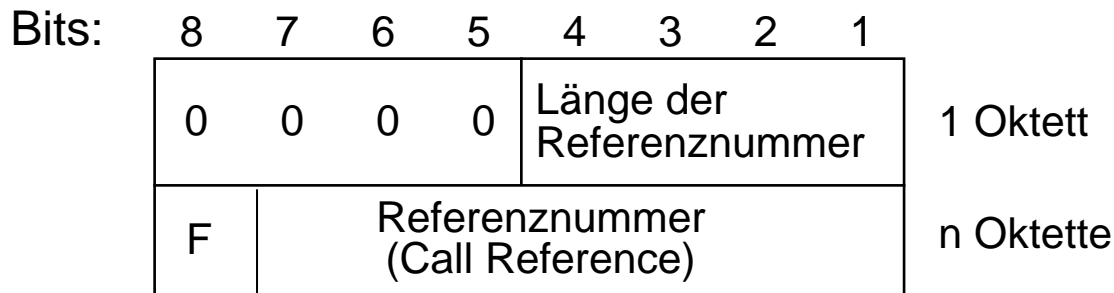 Bits: 8 7 6 5 4 3 2 1
0 0 0 0 Länge der
Referenznummer 1 Oktett
F Referenznummer
(Call Reference) n Oktette